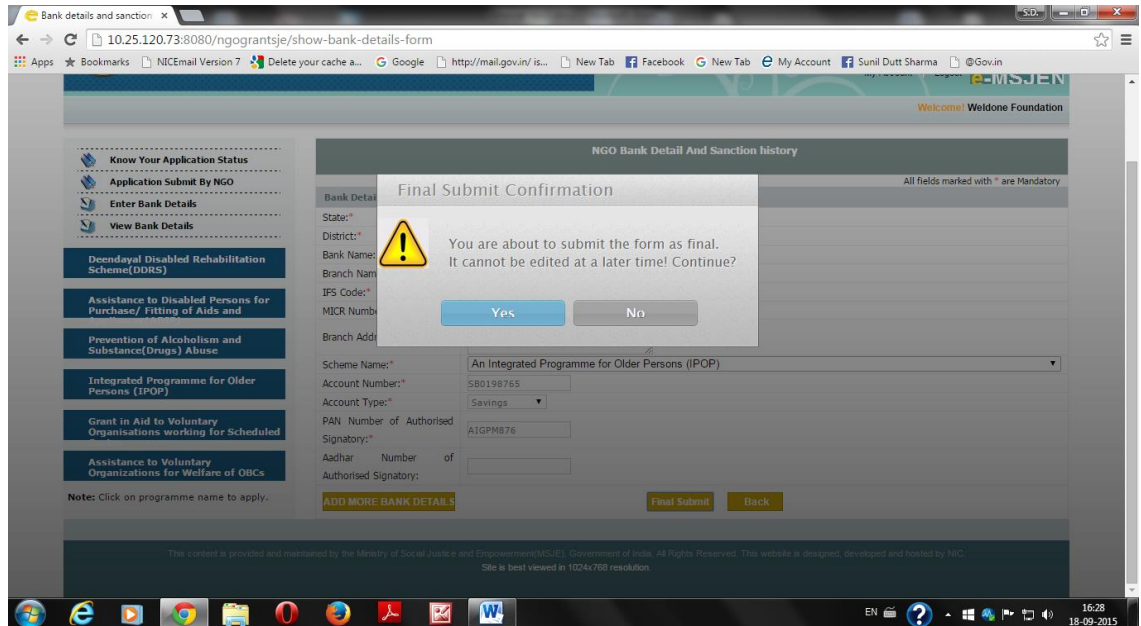 S.D.
Bank details and sanction
10.25.120.73:8080/ngograntsje/show-bank-details-form
Apps Bookmarks NICEmail Version 7 Delete your cache a... Google http://mail.gov.in/ is... New Tab Facebook New Tab My Account Sunil Dutt Sharma @Gov.in
e-MSJEN
Welcome! Weldone Foundation
Know Your Application Status
Application Submit By NGO
Enter Bank Details
View Bank Details
Deendayal Disabled Rehabilitation
Scheme(DDRS)
Assistance to Disabled Persons for
Purchase/ Fitting of Aids and
Prevention of Alcoholism and
Substance(Drugs) Abuse
Integrated Programme for Older
Persons (IPOP)
Grant in Aid to Voluntary
Organisations working for Scheduled
Assistance to Voluntary
Organizations for Welfare of OBCs
Note: Click on programme name to apply.
NGO Bank Detail And Sanction history
All fields marked with * are Mandatory
Bank Detai
State:*
District:*
Bank Name:
Branch Nam
IFS Code:*
MICR Numb
Branch Addr
Final Submit Confirmation
You are about to submit the form as final.
It cannot be edited at a later time! Continue?
Yes No
Scheme Name:* An Integrated Programme for Older Persons (IPOP)
Account Number:* SB0198765
Account Type:* Savings
PAN Number of Authorised
Signatory:* AIGPM876
Aadhar Number of
Authorised Signatory:
ADD MORE BANK DETAILS Final Submit Back
This content is provided and maintained by the Ministry of Social Justice and Empowerment(MSJE), Government of India, All Rights Reserved. This website is designed, developed and hosted by NIC.
Site is best viewed in 1024x768 resolution.
EN 16:28
18-09-2015